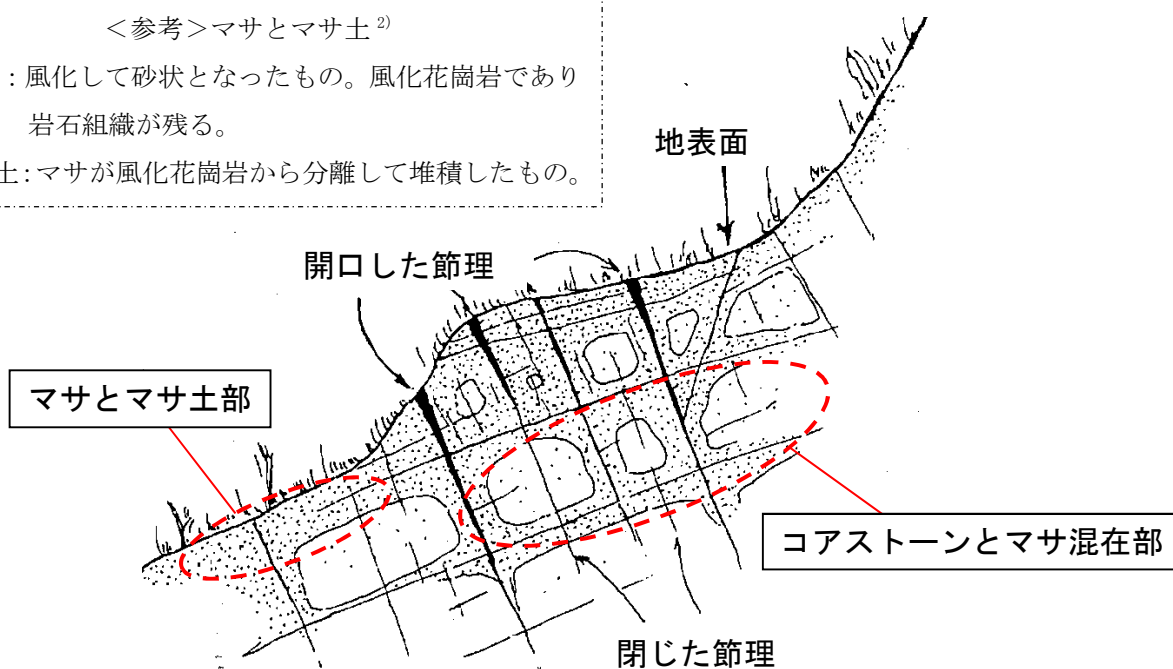 <参考>マサとマサ土2)
:風化して砂状となったもの。風化花崗岩であり
岩石組織が残る。
土:マサが風化花崗岩から分離して堆積したもの。
地表面
開口した節理
マサとマサ土部
コアストーンとマサ混在部
閉じた節理